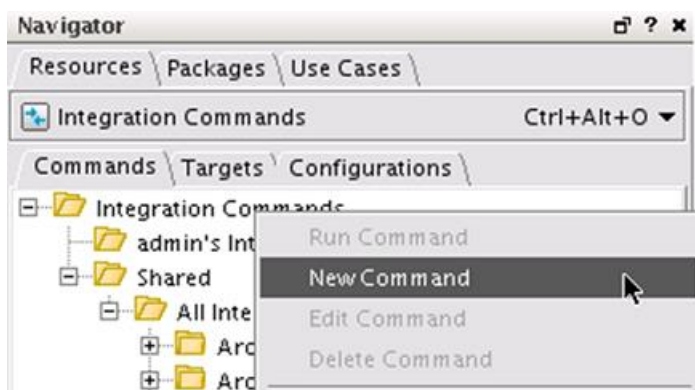 Navigator ? ×
Resources Packages Use Cases
Integration Commands Ctrl+Alt+O
Commands Targets Configurations
Integration Commands
admin's Int
Run Command
Shared
New Command
All Inte
Edit Command
Arc
Delete Command
Arc